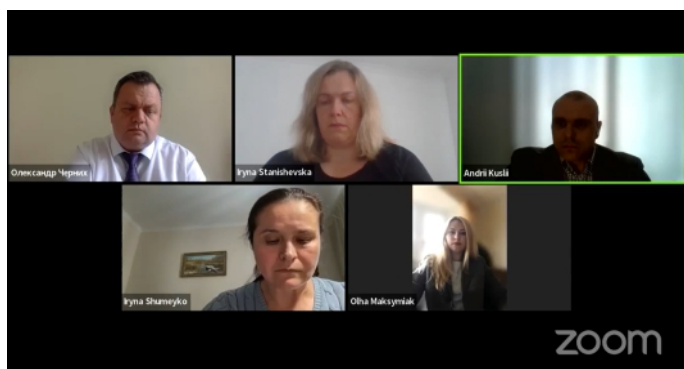 Олександр Черних
Iryna Stanishevska
Andrii Kuslii
Iryna Shumeyko
Olha Maksymiak
zoom